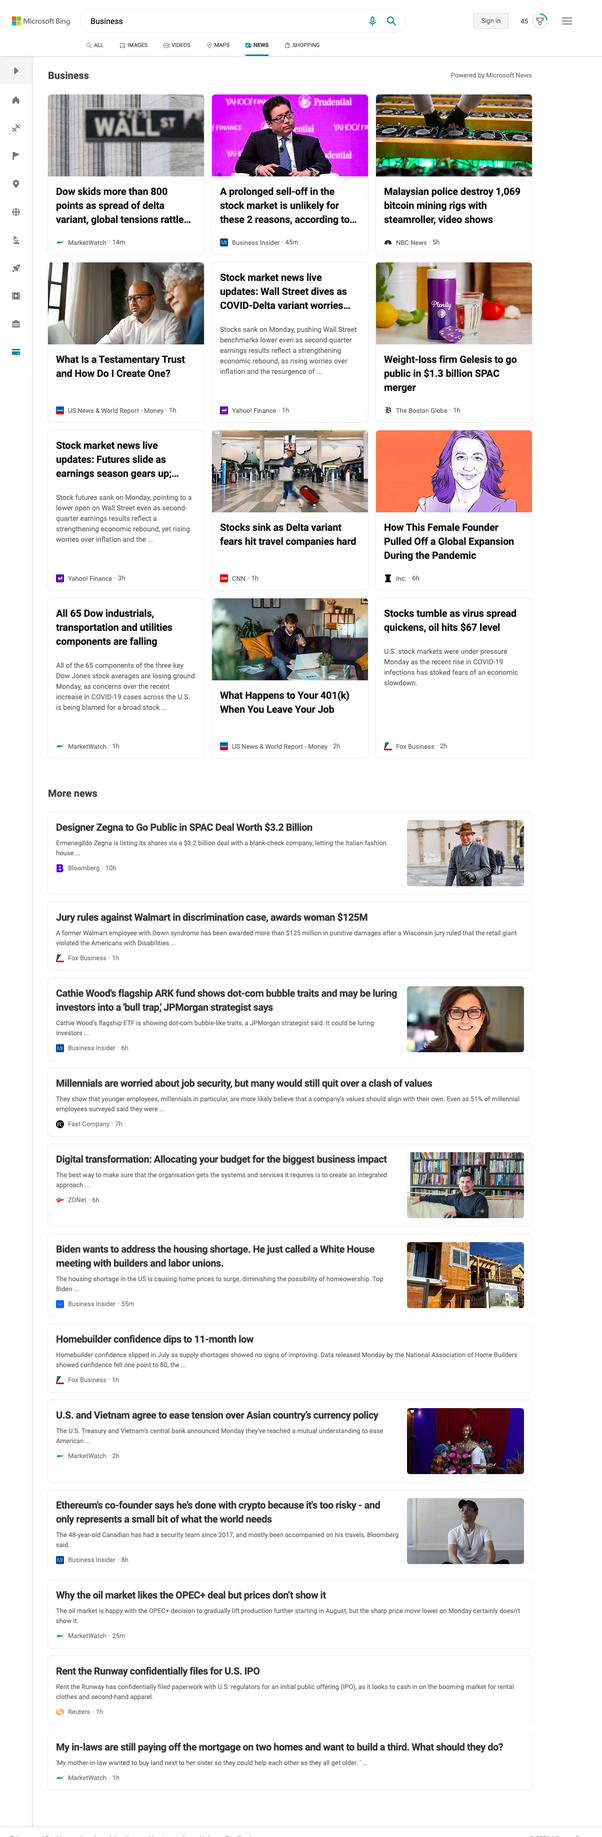 Microsoft Bing
Business
Sign in
45
ALL
IMAGES
VIDEOS
MAPS
NEWS
SHOPPING
Business
Powered by Microsoft News
WALL ST
YAHOO!
FINANCE
Prudential
YAHOO! FIN
Dow skids more than 800
points as spread of delta
variant, global tensions rattle...
MarketWatch · 14m
A prolonged sell-off in the
stock market is unlikely for
these 2 reasons, according to...
Business Insider · 45m
Malaysian police destroy 1,069
bitcoin mining rigs with
steamroller, video shows
NBC News · 5h
What Is a Testamentary Trust
and How Do I Create One?
US News & World Report - Money · 1h
Stock market news live
updates: Wall Street dives as
COVID-Delta variant worries...
Stocks sank on Monday, pushing Wall Street
benchmarks lower even as second-quarter
earnings results reflect a strengthening
economic rebound, as rising worries over
inflation and the resurgence of ...
Yahoo! Finance · 1h
Plenity
Weight-loss firm Gelesis to go
public in $1.3 billion SPAC
merger
The Boston Globe · 1h
Stock market news live
updates: Futures slide as
earnings season gears up;...
Stock futures sank on Monday, pointing to a
lower open on Wall Street even as second-
quarter earnings results reflect a
strengthening economic rebound, yet rising
worries over inflation and the ...
Yahoo! Finance · 3h
Stocks sink as Delta variant
fears hit travel companies hard
CNN · 1h
How This Female Founder
Pulled Off a Global Expansion
During the Pandemic
Inc. · 6h
All 65 Dow industrials,
transportation and utilities
components are falling
All of the 65 components of the three key
Dow Jones stock averages are losing ground
Monday, as concerns over the recent
increase in COVID-19 cases across the U.S.
is being blamed for a broad stock ...
MarketWatch · 1h
What Happens to Your 401(k)
When You Leave Your Job
US News & World Report - Money · 2h
Stocks tumble as virus spread
quickens, oil hits $67 level
U.S. stock markets were under pressure
Monday as the recent rise in COVID-19
infections has stoked fears of an economic
slowdown.
Fox Business · 2h
More news
Designer Zegna to Go Public in SPAC Deal Worth $3.2 Billion
Ermenegildo Zegna is listing its shares via a $3.2 billion deal with a blank-check company, letting the Italian fashion
house ...
Bloomberg · 10h
Jury rules against Walmart in discrimination case, awards woman $125M
A former Walmart employee with Down syndrome has been awarded more than $125 million in punitive damages after a Wisconsin jury ruled that the retail giant
violated the Americans with Disabilities ...
Fox Business · 1h
Cathie Wood's flagship ARK fund shows dot-com bubble traits and may be luring
investors into a 'bull trap,' JPMorgan strategist says
Cathie Wood's flagship ETF is showing dot-com bubble-like traits, a JPMorgan strategist said. It could be luring
investors ...
Business Insider · 6h
Millennials are worried about job security, but many would still quit over a clash of values
They show that younger employees, millennials in particular, are more likely believe that a company's values should align with their own. Even as 51% of millennial
employees surveyed said they were ...
Fast Company · 7h
Digital transformation: Allocating your budget for the biggest business impact
The best way to make sure that the organisation gets the systems and services it requires is to create an integrated
approach ...
ZDNet · 6h
Biden wants to address the housing shortage. He just called a White House
meeting with builders and labor unions.
The housing shortage in the US is causing home prices to surge, diminishing the possibility of homeownership. Top
Biden ...
Business Insider · 55m
Homebuilder confidence dips to 11-month low
Homebuilder confidence slipped in July as supply shortages showed no signs of improving. Data released Monday by the National Association of Home Builders
showed confidence fell one point to 80, the ...
Fox Business · 1h
U.S. and Vietnam agree to ease tension over Asian country's currency policy
The U.S. Treasury and Vietnam's central bank announced Monday they've reached a mutual understanding to ease
American ...
MarketWatch · 2h
Ethereum's co-founder says he's done with crypto because it's too risky - and
only represents a small bit of what the world needs
The 48-year-old Canadian has had a security team since 2017, and mostly been accompanied on his travels, Bloomberg
said.
Business Insider · 8h
Why the oil market likes the OPEC+ deal but prices don't show it
The oil market is happy with the OPEC+ decision to gradually lift production further starting in August, but the sharp price move lower on Monday certainly doesn't
show it.
MarketWatch · 25m
Rent the Runway confidentially files for U.S. IPO
Rent the Runway has confidentially filed paperwork with U.S. regulators for an initial public offering (IPO), as it looks to cash in on the booming market for rental
clothes and second-hand apparel.
Reuters · 1h
My in-laws are still paying off the mortgage on two homes and want to build a third. What should they do?
'My mother-in-law wanted to buy land next to her sister so they could help each other as they all get older. ' ...
MarketWatch · 1h